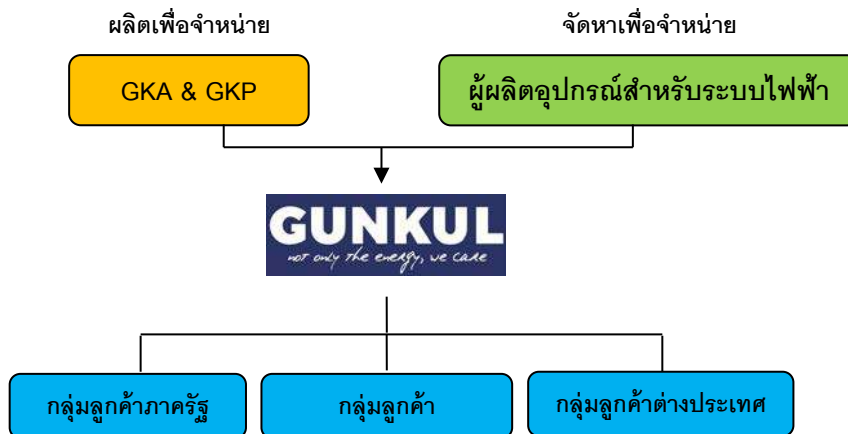 ผลิตเพื่อจำหน่าย
จัดหาเพื่อจำหน่าย
GKA & GKP
ผู้ผลิตอุปกรณ์สำหรับระบบไฟฟ้า
GUNKUL
not only the energy, we care
กลุ่มลูกค้าภาครัฐ
กลุ่มลูกค้า
กลุ่มลูกค้าต่างประเทศ